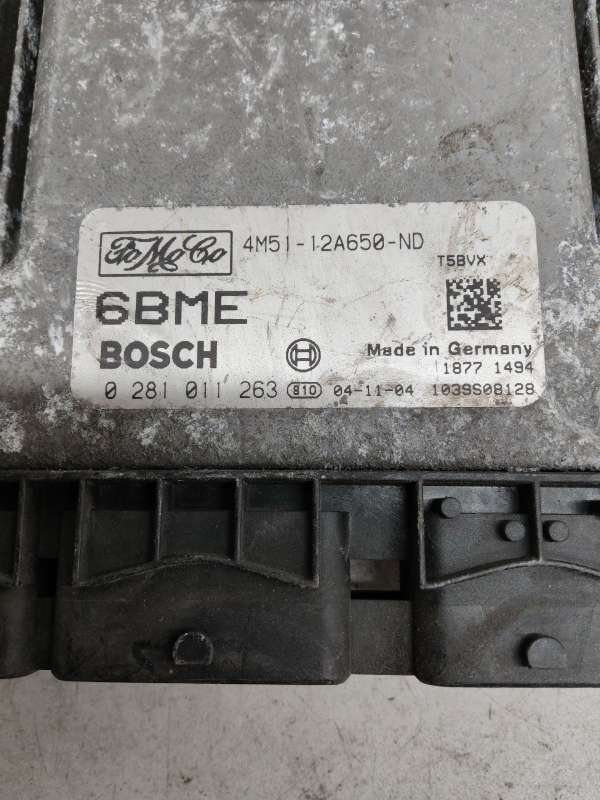 FoMoCo 4M51-12A650-ND
T5BVX
6BME
BOSCH
Made in Germany
1877 1494
0 281 011 263 810 04-11-04 1039S08128